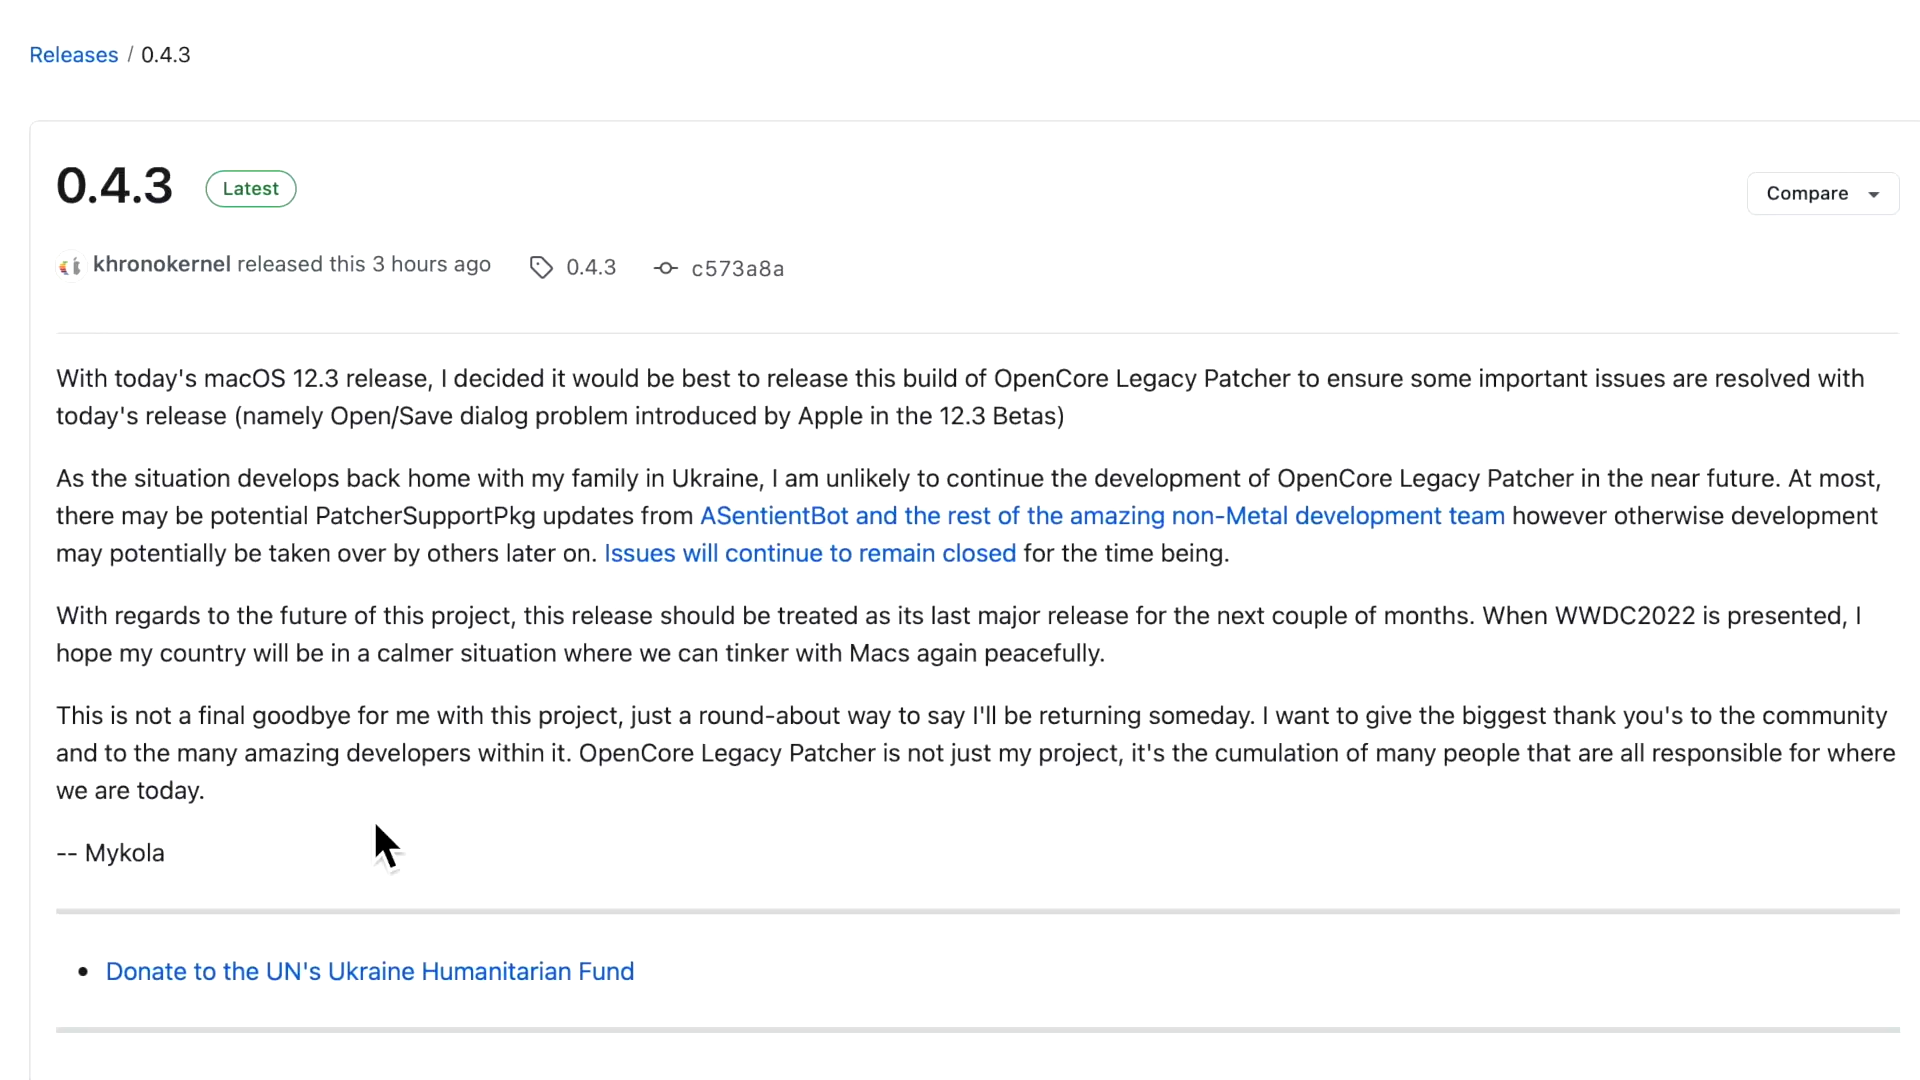 Releases / 0.4.3
0.4.3 Latest
Compare
khronokernel released this 3 hours ago 0.4.3 c573a8a
With today's macOS 12.3 release, I decided it would be best to release this build of OpenCore Legacy Patcher to ensure some important issues are resolved with
today's release (namely Open/Save dialog problem introduced by Apple in the 12.3 Betas)
As the situation develops back home with my family in Ukraine, I am unlikely to continue the development of OpenCore Legacy Patcher in the near future. At most,
there may be potential PatcherSupportPkg updates from ASentientBot and the rest of the amazing non-Metal development team however otherwise development
may potentially be taken over by others later on. Issues will continue to remain closed for the time being.
With regards to the future of this project, this release should be treated as its last major release for the next couple of months. When WWDC2022 is presented, I
hope my country will be in a calmer situation where we can tinker with Macs again peacefully.
This is not a final goodbye for me with this project, just a round-about way to say I'll be returning someday. I want to give the biggest thank you's to the community
and to the many amazing developers within it. OpenCore Legacy Patcher is not just my project, it's the cumulation of many people that are all responsible for where
we are today.
-- Mykola
• Donate to the UN's Ukraine Humanitarian Fund